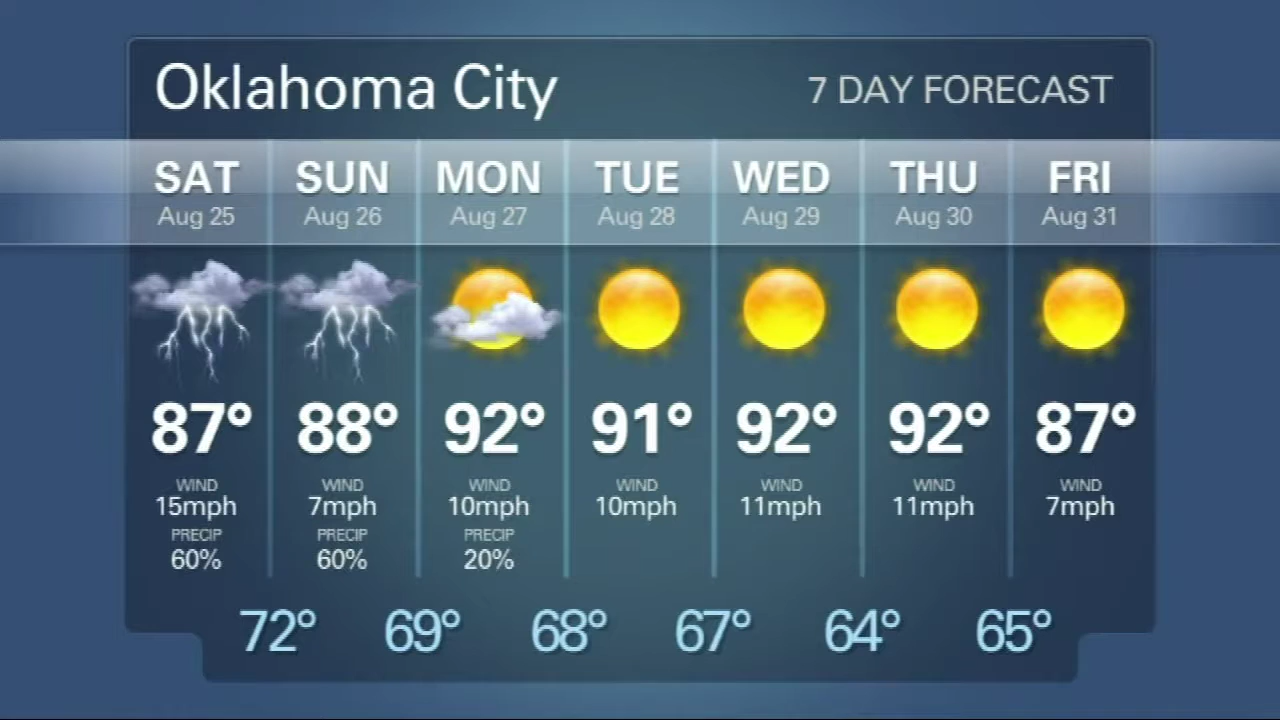 Oklahoma City
7 DAY FORECAST
SAT SUN MON TUE WED THU FRI
Aug 25 Aug 26 Aug 27 Aug 28 Aug 29 Aug 30 Aug 31
87° 88° 92° 91° 92° 92° 87°
WIND WIND WIND WIND WIND WIND WIND
15mph 7mph 10mph 10mph 11mph 11mph 7mph
PRECIP PRECIP PRECIP
60% 60% 20%
72° 69° 68° 67° 64° 65°